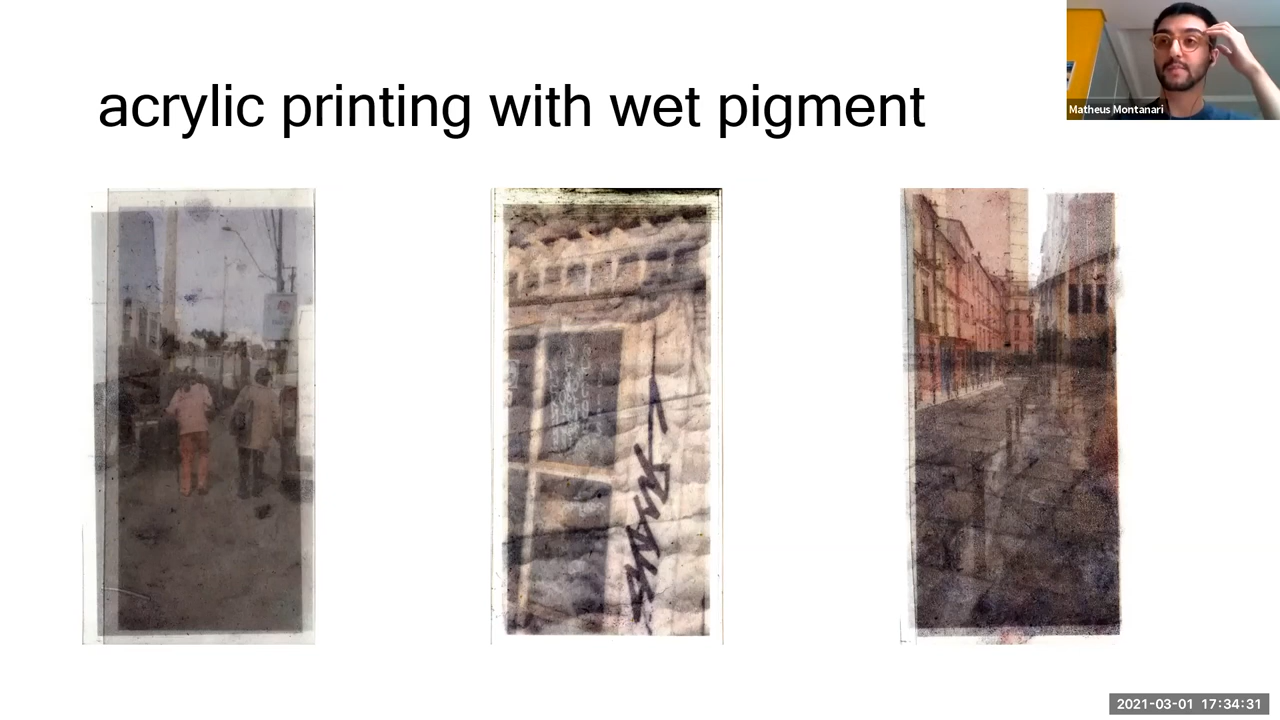 acrylic printing with wet pigment
Matheus Montanari
2021-03-01 17:34:31